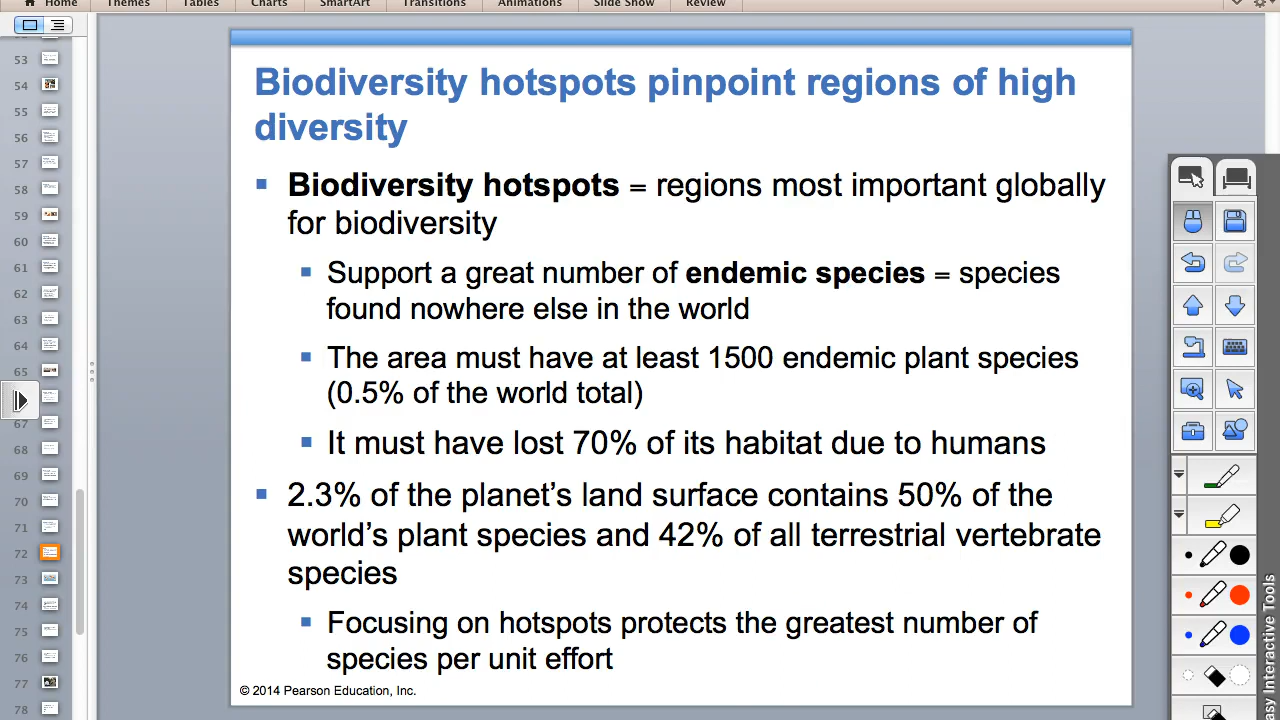 Home Themes Tables Charts SmartArt Transitions Animations Slide Show Review
53
54
55
56
57
58
59
60
61
62
63
64
65
67
68
69
70
71
72
73
74
75
76
77
78
Biodiversity hotspots pinpoint regions of high
diversity
Biodiversity hotspots = regions most important globally
for biodiversity
Support a great number of endemic species = species
found nowhere else in the world
The area must have at least 1500 endemic plant species
(0.5% of the world total)
It must have lost 70% of its habitat due to humans
2.3% of the planet’s land surface contains 50% of the
world’s plant species and 42% of all terrestrial vertebrate
species
Focusing on hotspots protects the greatest number of
species per unit effort
© 2014 Pearson Education, Inc.
Interactive Tools